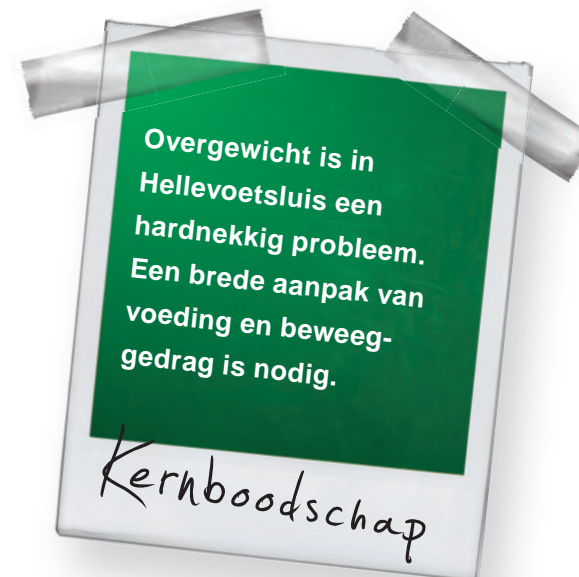 Overgewicht is in
Hellevoetsluis een
hardnekkig probleem.
Een brede aanpak van
voeding en beweeg-
gedrag is nodig.
Kernboodschap